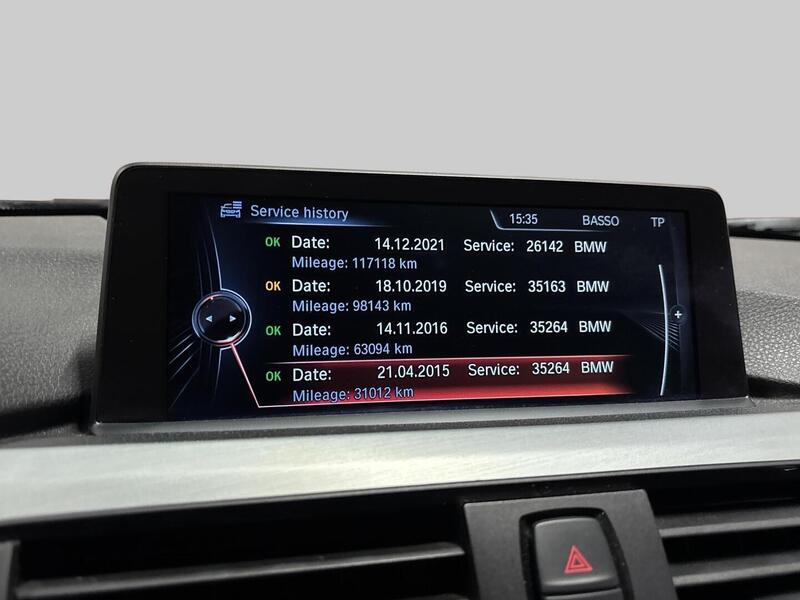 Service history 15:35 BASSO TP
OK Date: 14.12.2021 Service: 26142 BMW
Mileage: 117118 km
OK Date: 18.10.2019 Service: 35163 BMW
Mileage: 98143 km
OK Date: 14.11.2016 Service: 35264 BMW
Mileage: 63094 km
OK Date: 21.04.2015 Service: 35264 BMW
Mileage: 31012 km